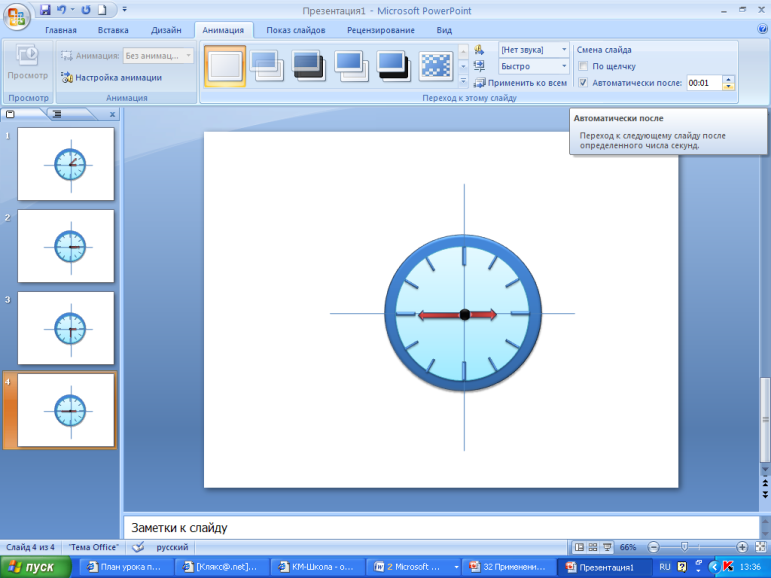 Презентация1 - Microsoft PowerPoint
Главная Вставка Дизайн Анимация Показ слайдов Рецензирование Вид
Просмотр
Анимация: Без анимац...
Настройка анимации
[Нет звука]
Быстро
Применить ко всем
Смена слайда
По щелчку
Автоматически после: 00:01
Просмотр Анимация Переход к этому слайду
Автоматически после
Переход к следующему слайду после
определенного числа секунд.
1
2
3
4
Заметки к слайду
Слайд 4 из 4 "Тема Office" русский 66%
пуск План урока п... [Клякс@.net]... КМ-Школа - о... 2 Microsoft ... 32 Применени... Презентация1 RU 13:36